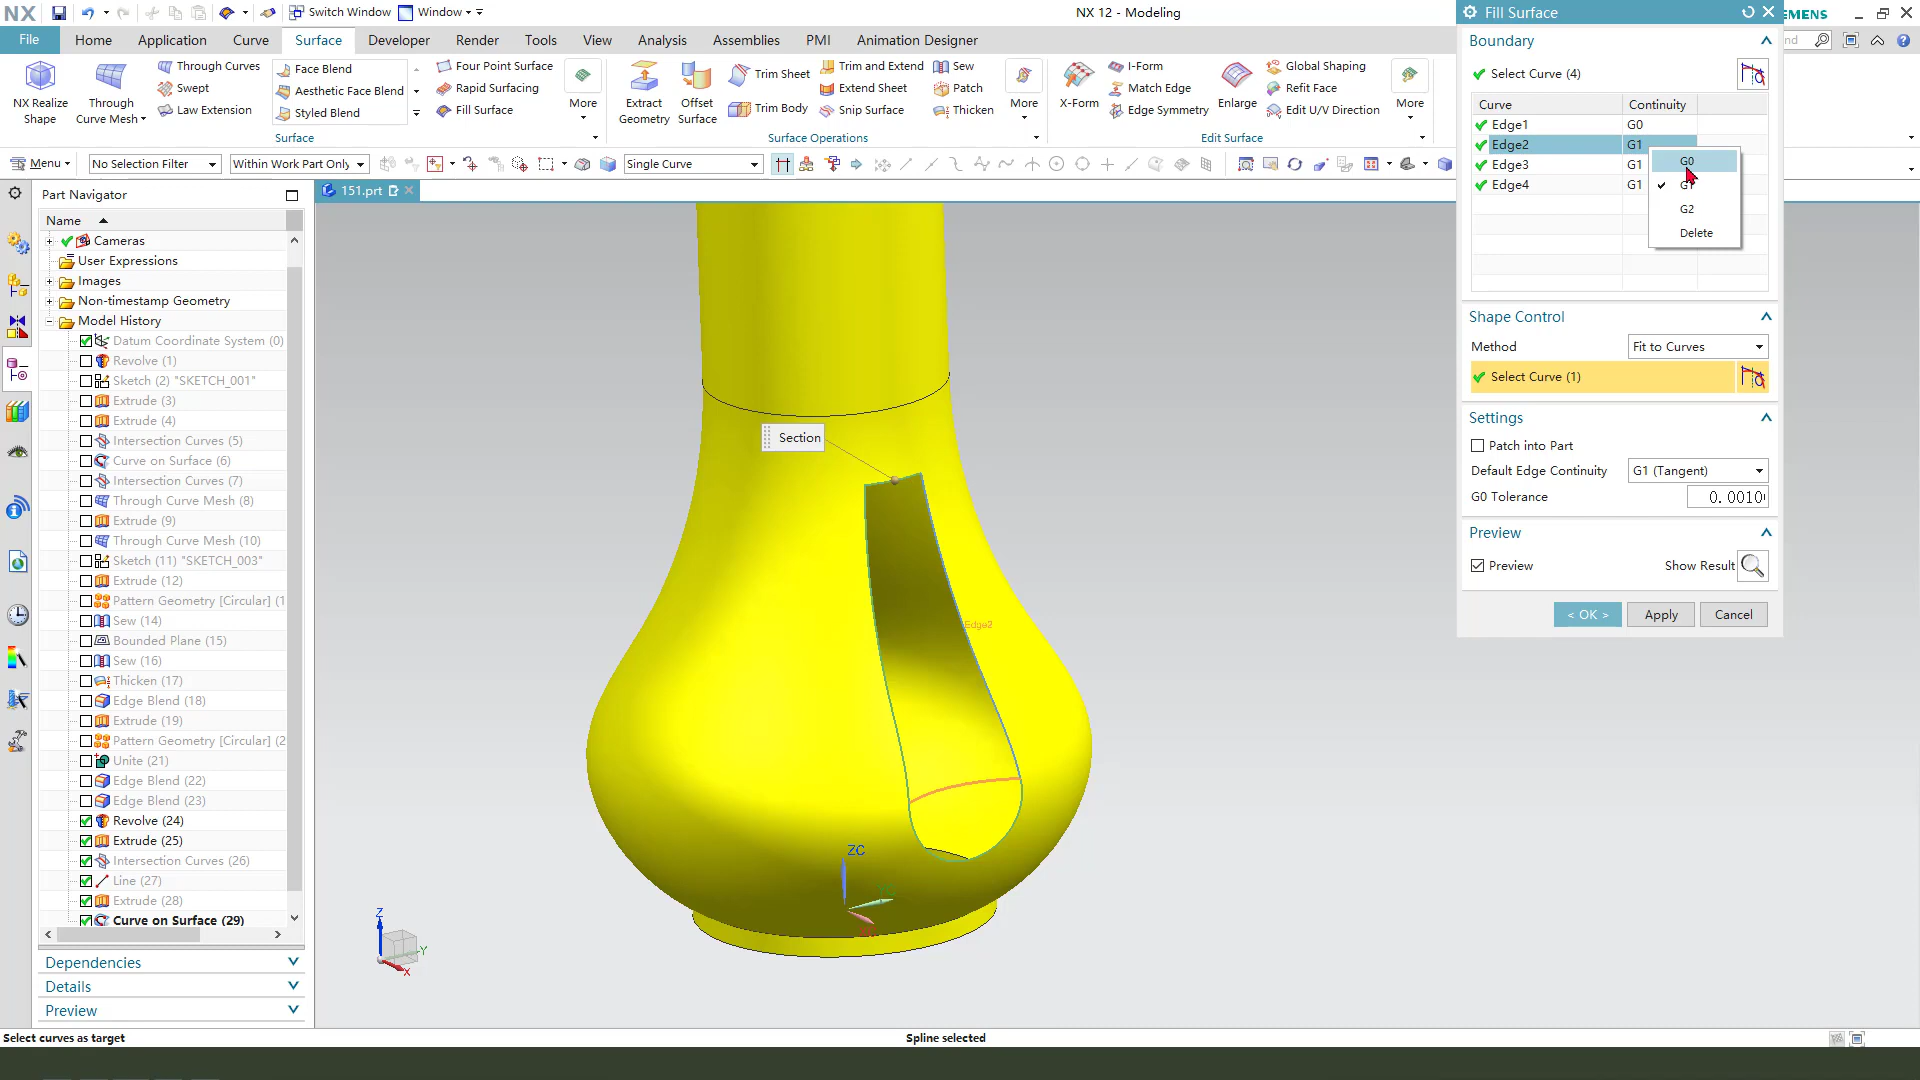 NX Switch Window Window NX 12 - Modeling SIEMENS
File Home Application Curve Surface Developer Render Tools View Analysis Assemblies PMI Animation Designer
NX Realize Shape
Through Curve Mesh
Through Curves
Swept
Law Extension
Face Blend
Aesthetic Face Blend
Styled Blend
Four Point Surface
Rapid Surfacing
Fill Surface
More
Surface
Extract Geometry
Offset Surface
Trim Sheet
Trim Body
Trim and Extend
Extend Sheet
Snip Surface
Sew
Patch
Thicken
More
Surface Operations
X-Form
I-Form
Match Edge
Edge Symmetry
Enlarge
Global Shaping
Refit Face
Edit U/V Direction
More
Edit Surface
Menu No Selection Filter Within Work Part Only Single Curve
Part Navigator
Name
Cameras
User Expressions
Images
Non-timestamp Geometry
Model History
Datum Coordinate System (0)
Revolve (1)
Sketch (2) "SKETCH_001"
Extrude (3)
Extrude (4)
Intersection Curves (5)
Curve on Surface (6)
Intersection Curves (7)
Through Curve Mesh (8)
Extrude (9)
Through Curve Mesh (10)
Sketch (11) "SKETCH_003"
Extrude (12)
Pattern Geometry [Circular] (1
Sew (14)
Bounded Plane (15)
Sew (16)
Thicken (17)
Edge Blend (18)
Extrude (19)
Pattern Geometry [Circular] (2
Unite (21)
Edge Blend (22)
Edge Blend (23)
Revolve (24)
Extrude (25)
Intersection Curves (26)
Line (27)
Extrude (28)
Curve on Surface (29)
Dependencies
Details
Preview
151.prt
Section
Edge2
ZC
Z
Y
X
Fill Surface
Boundary
Select Curve (4)
Curve Continuity
Edge1 G0
Edge2 G1
Edge3 G1
Edge4 G1
G0
G1
G2
Delete
Shape Control
Method Fit to Curves
Select Curve (1)
Settings
Patch into Part
Default Edge Continuity G1 (Tangent)
G0 Tolerance 0.0010
Preview
Preview Show Result
< OK > Apply Cancel
Select curves as target Spline selected